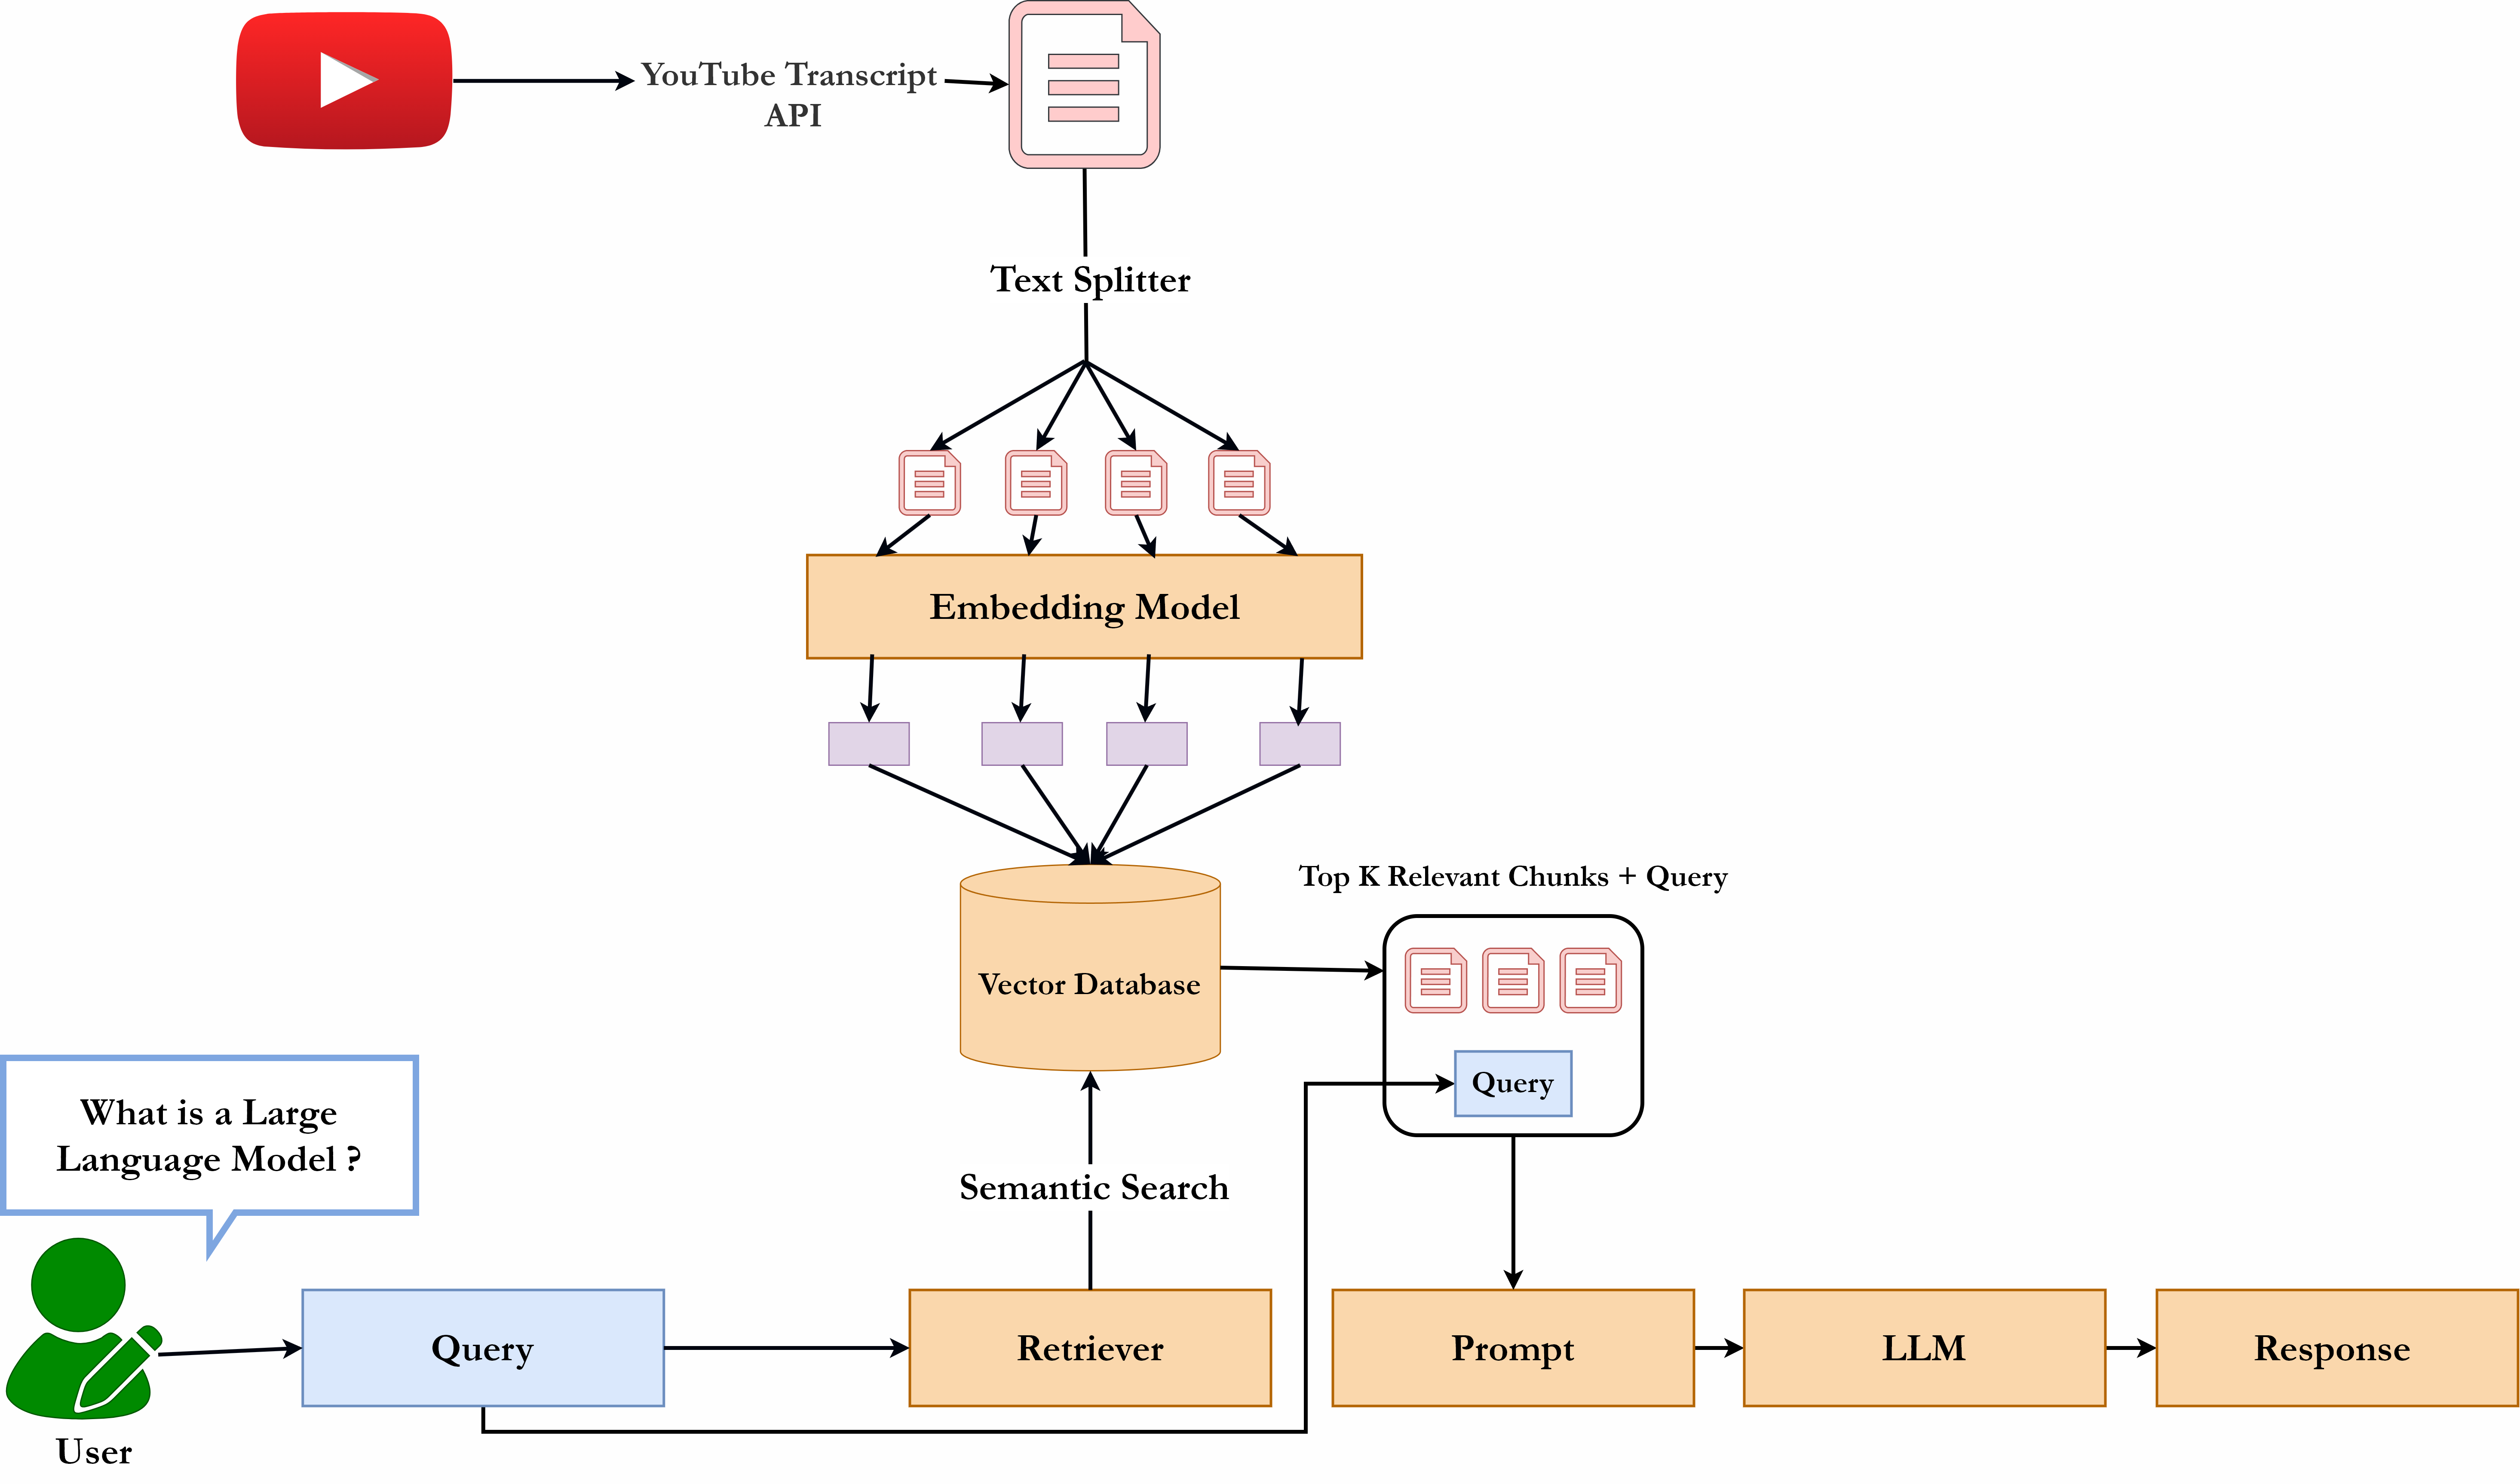 YouTube Transcript
API
Text Splitter
Embedding Model
Top K Relevant Chunks + Query
Vector Database
Query
What is a Large
Language Model ?
Semantic Search
Query
Retriever
Prompt
LLM
Response
User